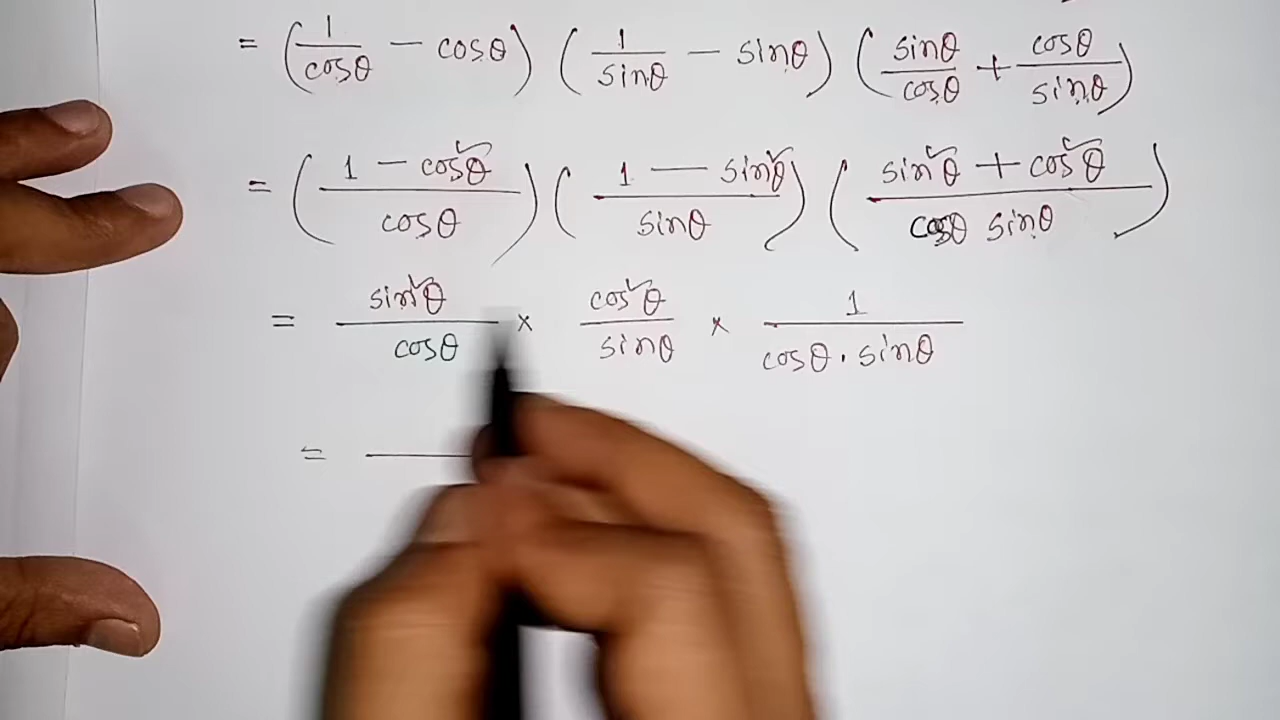 = (1/cosθ − cosθ) (1/sinθ − sinθ) (sinθ/cosθ + cosθ/sinθ)
= ((1 − cos²θ)/cosθ) ((1 − sin²θ)/sinθ) ((sin²θ + cos²θ)/(cosθ sinθ))
= sin²θ/cosθ × cos²θ/sinθ × 1/(cosθ · sinθ)
=